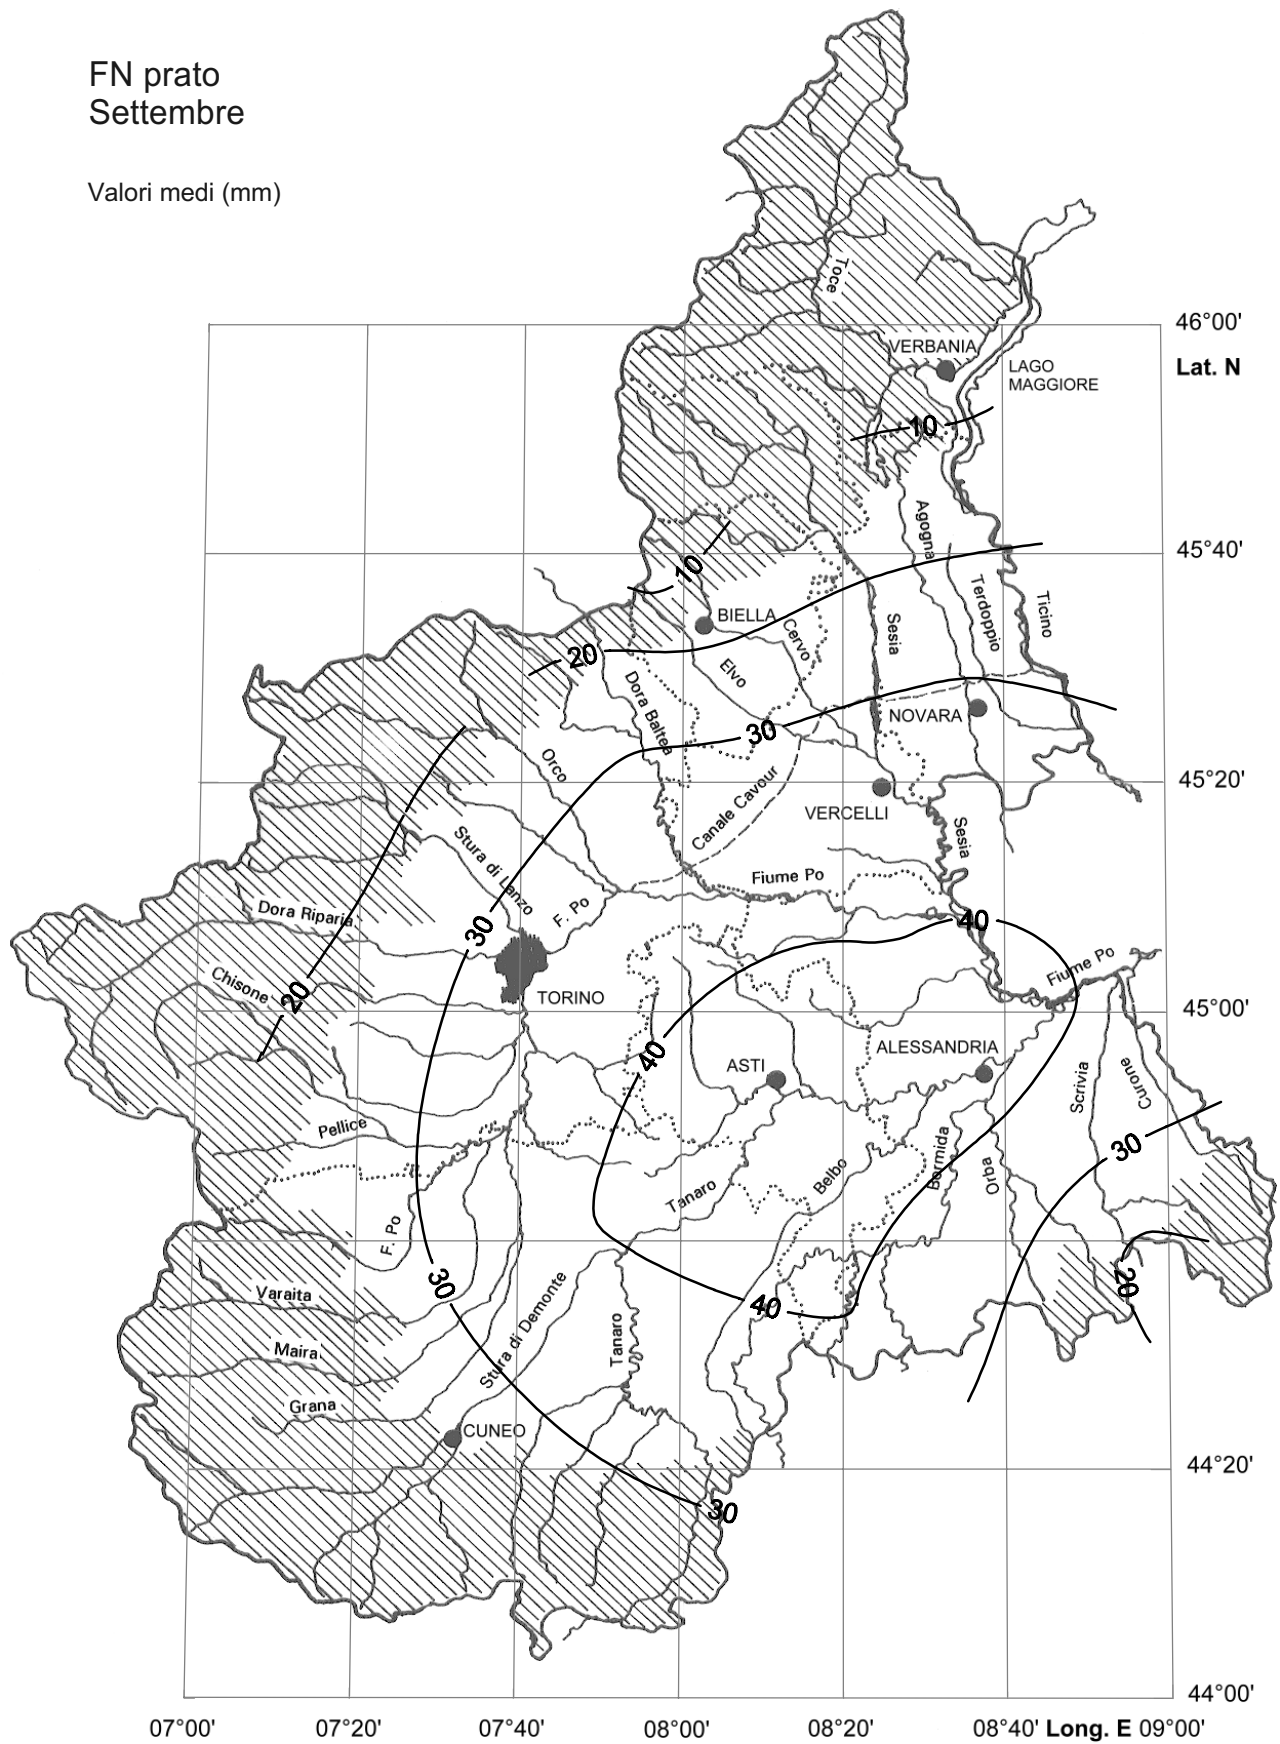 FN prato
Settembre
Valori medi (mm)
Toce
46°00'
VERBANIA
Lat. N
LAGO
MAGGIORE
10
Agogna
45°40'
10
Terdoppio
Ticino
BIELLA
Cervo
Sesia
20
Elvo
Dora Baltea
NOVARA
30
Orco
45°20'
Canale Cavour
VERCELLI
Stura di Lanzo
Sesia
Fiume Po
Dora Riparia
F. Po
30
40
Fiume Po
Chisone
20
TORINO
45°00'
40
ASTI
ALESSANDRIA
Scrivia
Curone
Pellice
30
Bormida
Orba
Belbo
Tanaro
F. Po
30
20
Varaita
40
Stura di Demonte
Tanaro
Maira
Grana
CUNEO
44°20'
30
44°00'
07°00'
07°20'
07°40'
08°00'
08°20'
08°40' Long. E 09°00'